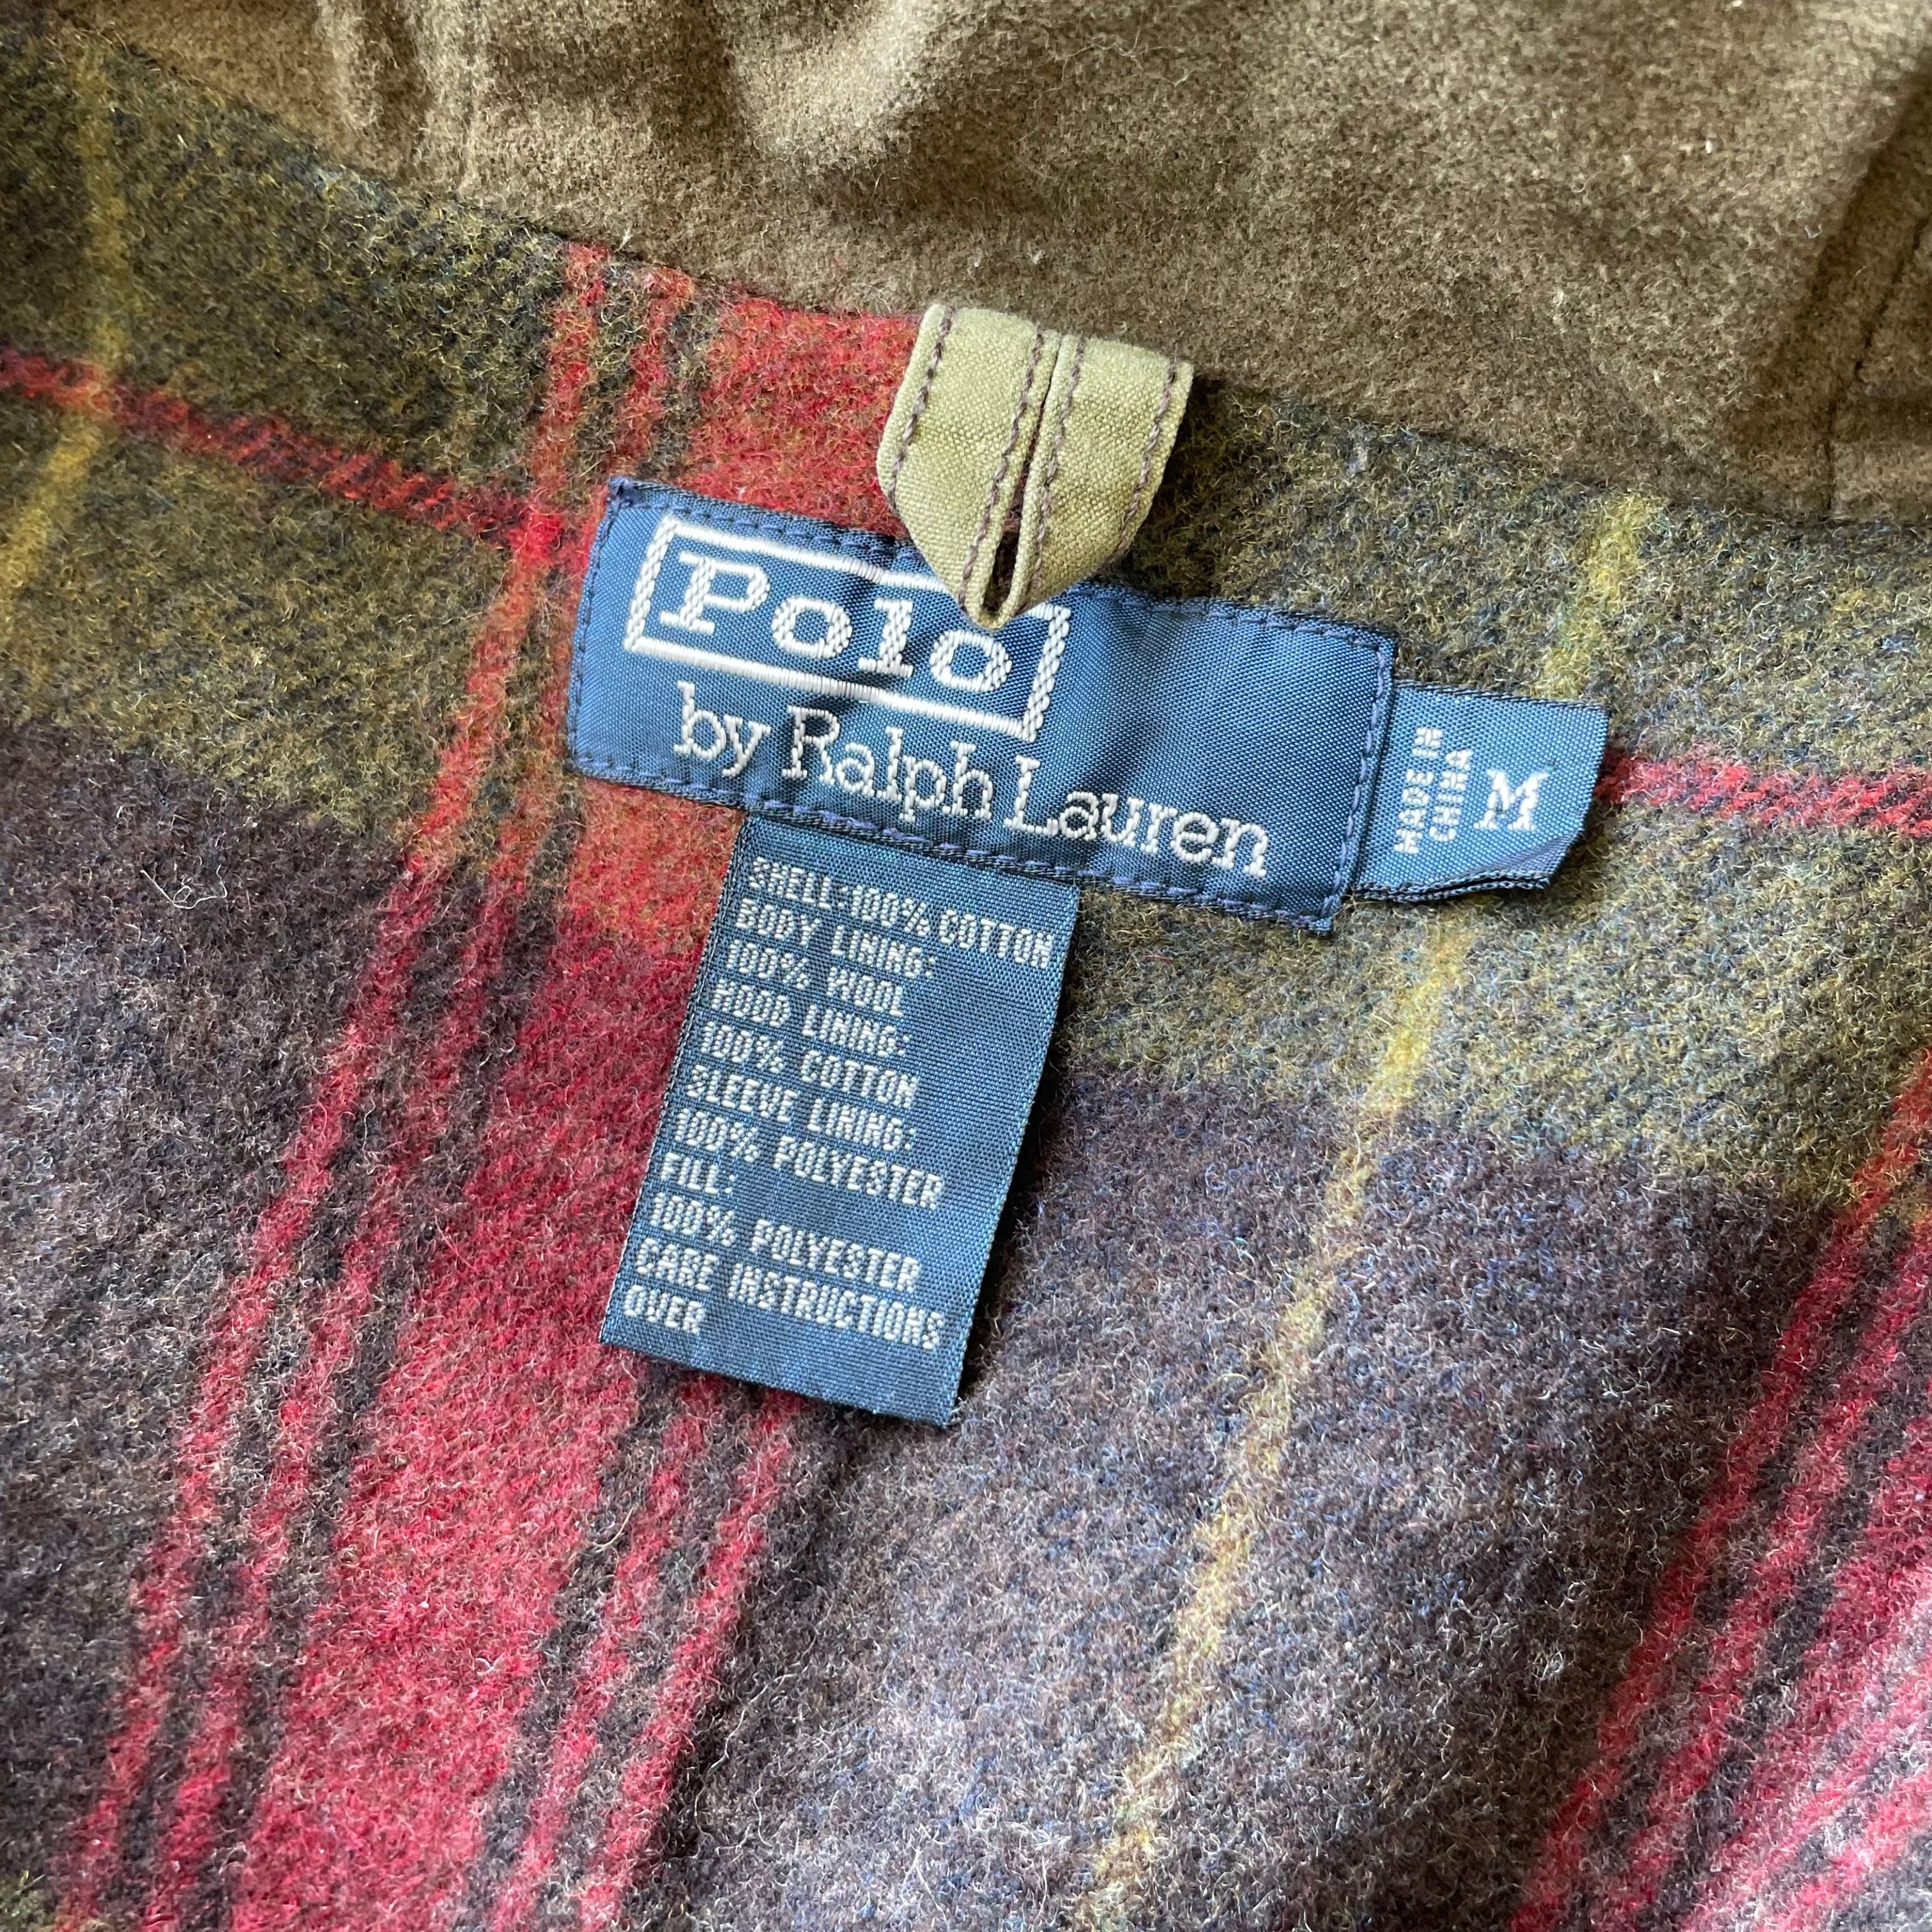 Polo
by Ralph Lauren
MADE IN
CHINA
M
SHELL:100% COTTON
BODY LINING:
100% WOOL
HOOD LINING:
100% COTTON
SLEEVE LINING:
100% POLYESTER
FILL:
100% POLYESTER
CARE INSTRUCTIONS
OVER